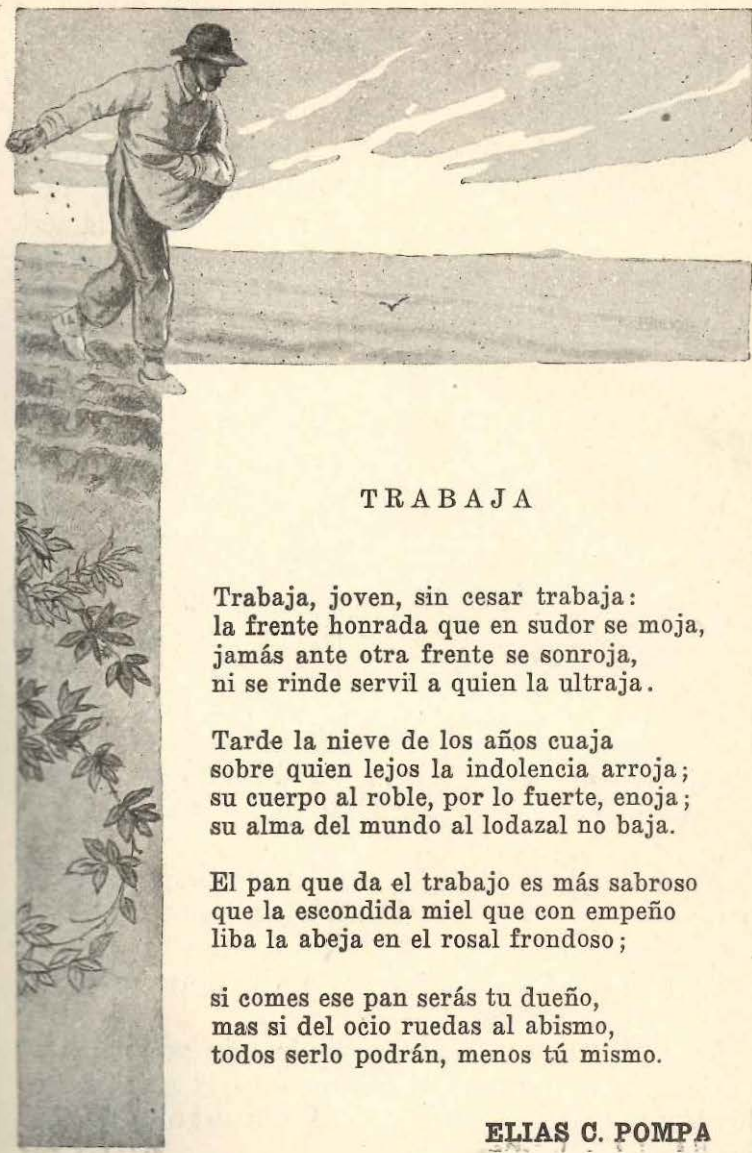 TRABAJA
Trabaja, joven, sin cesar trabaja:
la frente honrada que en sudor se moja,
jamás ante otra frente se sonroja,
ni se rinde servil a quien la ultraja.
Tarde la nieve de los años cuaja
sobre quien lejos la indolencia arroja;
su cuerpo al roble, por lo fuerte, enoja;
su alma del mundo al lodazal no baja.
El pan que da el trabajo es más sabroso
que la escondida miel que con empeño
liba la abeja en el rosal frondoso;
si comes ese pan serás tu dueño,
mas si del ocio ruedas al abismo,
todos serlo podrán, menos tú mismo.
ELIAS C. POMPA